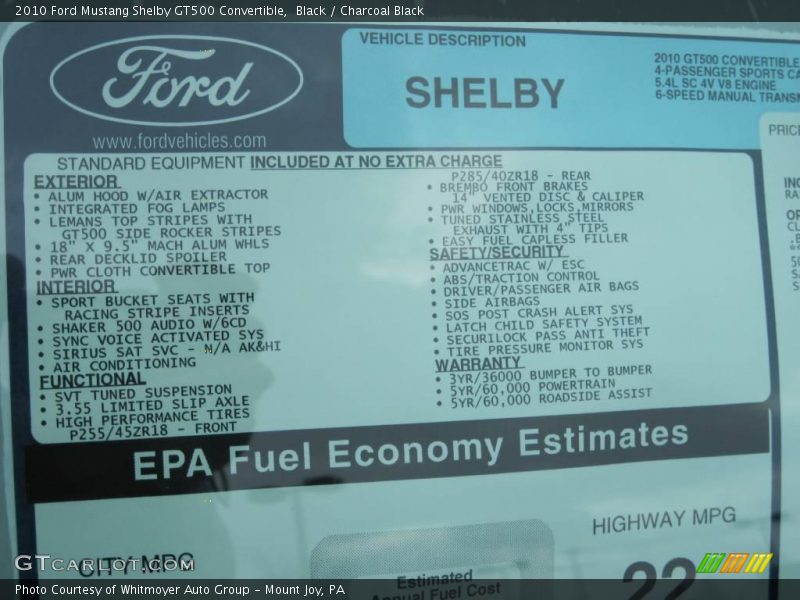 2010 Ford Mustang Shelby GT500 Convertible, Black / Charcoal Black
Ford
www.fordvehicles.com
VEHICLE DESCRIPTION
SHELBY
2010 GT500 CONVERTIBLE
4-PASSENGER SPORTS
5.4L SC 4V V8 ENGINE
6-SPEED MANUAL
STANDARD EQUIPMENT INCLUDED AT NO EXTRA CHARGE
EXTERIOR
• ALUM HOOD W/AIR EXTRACTOR
• INTEGRATED FOG LAMPS
• LEMANS TOP STRIPES WITH
GT500 SIDE ROCKER STRIPES
• 18" X 9.5" MACH ALUM WHLS
• REAR DECKLID SPOILER
• PWR CLOTH CONVERTIBLE TOP
INTERIOR
• SPORT BUCKET SEATS WITH
RACING STRIPE INSERTS
• SHAKER 500 AUDIO W/6CD
• SYNC VOICE ACTIVATED SYS
• SIRIUS SAT SVC - N/A AK&HI
• AIR CONDITIONING
FUNCTIONAL
• SVT TUNED SUSPENSION
• 3.55 LIMITED SLIP AXLE
• HIGH PERFORMANCE TIRES
P255/45ZR18 - FRONT
P285/40ZR18 - REAR
• BREMBO FRONT BRAKES
14" VENTED DISC & CALIPER
• PWR WINDOWS,LOCKS,MIRRORS
• TUNED STAINLESS STEEL
EXHAUST WITH 4" TIPS
• EASY FUEL CAPLESS FILLER
SAFETY/SECURITY
• ADVANCETRAC W/ ESC
• ABS/TRACTION CONTROL
• DRIVER/PASSENGER AIR BAGS
• SIDE AIRBAGS
• SOS POST CRASH ALERT SYS
• LATCH CHILD SAFETY SYSTEM
• SECURILOCK PASS ANTI THEFT
• TIRE PRESSURE MONITOR SYS
WARRANTY
• 3YR/36000 BUMPER TO BUMPER
• 5YR/60,000 POWERTRAIN
• 5YR/60,000 ROADSIDE ASSIST
EPA Fuel Economy Estimates
CITY MPG
Estimated
Annual Fuel Cost
HIGHWAY MPG
22
GTcarlot.com
Photo Courtesy of Whitmoyer Auto Group - Mount Joy, PA